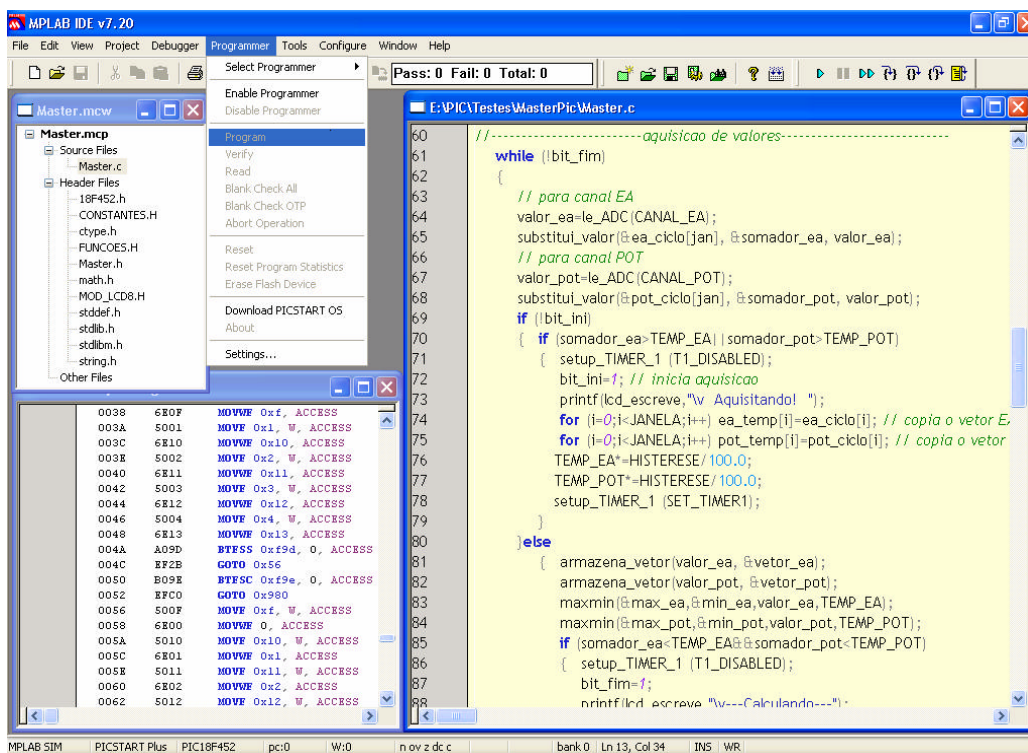 MPLAB IDE v7.20
File Edit View Project Debugger Programmer Tools Configure Window Help
Pass: 0 Fail: 0 Total: 0
Select Programmer
Enable Programmer
Disable Programmer
Program
Verify
Read
Blank Check All
Blank Check OTP
Abort Operation
Reset
Reset Program Statistics
Erase Flash Device
Download PICSTART OS
About
Settings...
Master.mcw
Master.mcp
Source Files
Master.c
Header Files
18F452.h
CONSTANTES.H
ctype.h
FUNCOES.H
Master.h
math.h
MOD_LCD8.H
stddef.h
stdlib.h
stdlibm.h
string.h
Other Files
0038 6E0F MOVWF 0xf, ACCESS
003A 5001 MOVF 0x1, W, ACCESS
003C 6E10 MOVWF 0x10, ACCESS
003E 5002 MOVF 0x2, W, ACCESS
0040 6E11 MOVWF 0x11, ACCESS
0042 5003 MOVF 0x3, W, ACCESS
0044 6E12 MOVWF 0x12, ACCESS
0046 5004 MOVF 0x4, W, ACCESS
0048 6E13 MOVWF 0x13, ACCESS
004A A09D BTFSS 0xf9d, 0, ACCESS
004C EF2B GOTO 0x56
0050 B09E BTFSC 0xf9e, 0, ACCESS
0052 EFC0 GOTO 0x980
0056 500F MOVF 0xf, W, ACCESS
0058 6E00 MOVWF 0, ACCESS
005A 5010 MOVF 0x10, W, ACCESS
005C 6E01 MOVWF 0x1, ACCESS
005E 5011 MOVF 0x11, W, ACCESS
0060 6E02 MOVWF 0x2, ACCESS
0062 5012 MOVF 0x12, W, ACCESS
E:\PIC\Testes\MasterPic\Master.c
60 //-------------------------aquisicao de valores----------------------------
61 while (!bit_fim)
62 {
63 // para canal EA
64 valor_ea=le_ADC(CANAL_EA);
65 substitui_valor(&ea_ciclo[jan], &somador_ea, valor_ea);
66 // para canal POT
67 valor_pot=le_ADC(CANAL_POT);
68 substitui_valor(&pot_ciclo[jan], &somador_pot, valor_pot);
69 if (!bit_ini)
70 { if (somador_ea>TEMP_EA||somador_pot>TEMP_POT)
71 { setup_TIMER_1 (T1_DISABLED);
72 bit_ini=1; // inicia aquisicao
73 printf(lcd_escreve,"\v Aquisitando! ");
74 for (i=0;i<JANELA;i++) ea_temp[i]=ea_ciclo[i]; // copia o vetor E
75 for (i=0;i<JANELA;i++) pot_temp[i]=pot_ciclo[i]; // copia o vetor
76 TEMP_EA*=HISTERESE/100.0;
77 TEMP_POT*=HISTERESE/100.0;
78 setup_TIMER_1 (SET_TIMER1);
79 }
80 }else
81 { armazena_vetor(valor_ea, &vetor_ea);
82 armazena_vetor(valor_pot, &vetor_pot);
83 maxmin(&max_ea,&min_ea,valor_ea,TEMP_EA);
84 maxmin(&max_pot,&min_pot,valor_pot,TEMP_POT);
85 if (somador_ea<TEMP_EA&&somador_pot<TEMP_POT)
86 { setup_TIMER_1 (T1_DISABLED);
87 bit_fim=1;
88 printf(lcd_escreve,"\v---Calculando---");
MPLAB SIM PICSTART Plus PIC18F452 pc:0 W:0 n ov z dc c bank 0 Ln 13, Col 34 INS WR